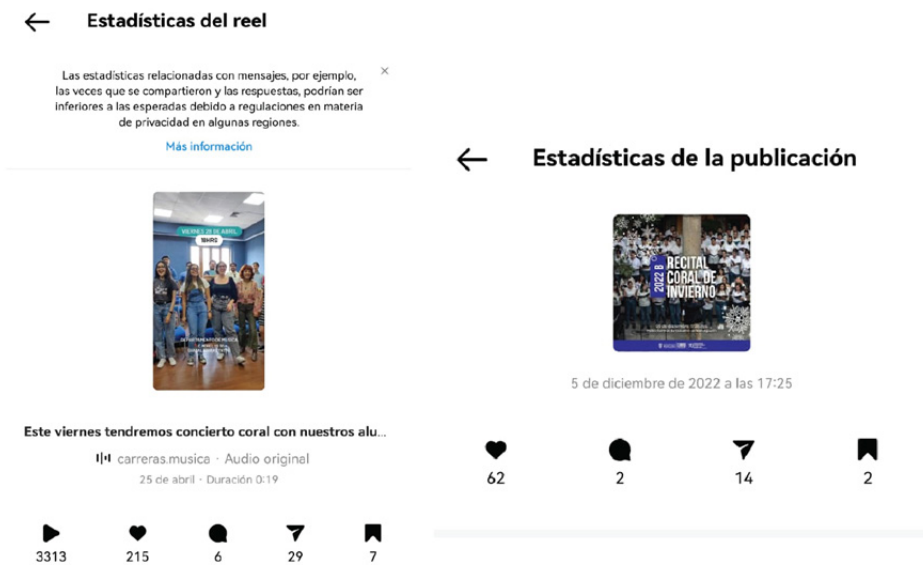 Estadísticas del reel
Las estadísticas relacionadas con mensajes, por ejemplo,
las veces que se compartieron y las respuestas, podrían ser
inferiores a las esperadas debido a regulaciones en materia
de privacidad en algunas regiones.
Más información
VIERNES 28 DE ABRIL
18HRS
DEPARTAMENTO DE MÚSICA
Este viernes tendremos concierto coral con nuestros alu...
carreras.musica · Audio original
25 de abril · Duración 0:19
3313 215 6 29 7
Estadísticas de la publicación
2022 B
RECITAL
CORAL DE
INVIERNO
5 de diciembre de 2022 a las 17:25
62 2 14 2